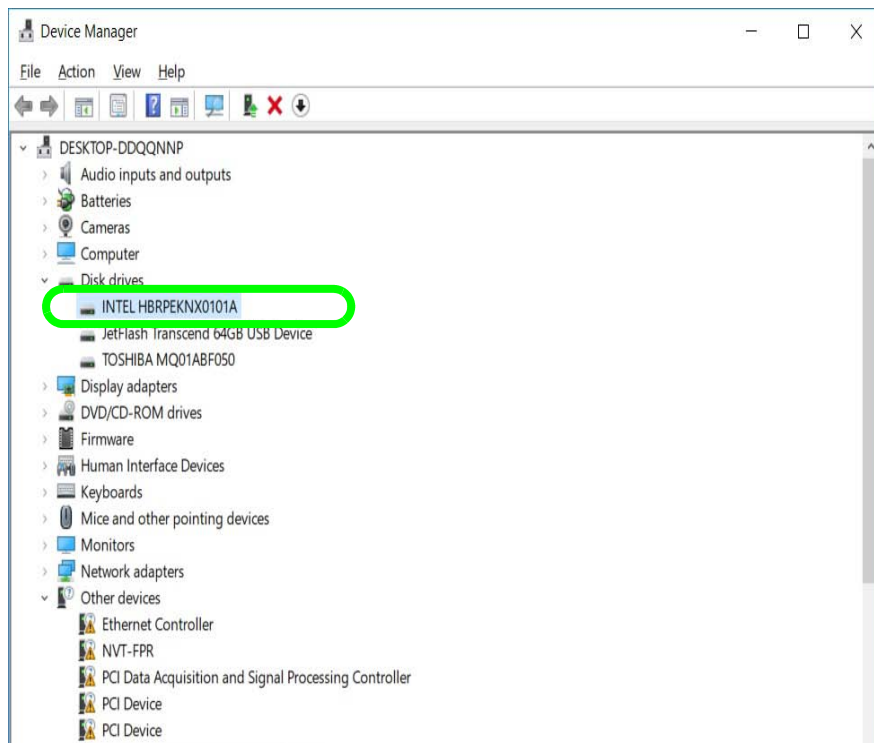 Device Manager
File Action View Help
DESKTOP-DDQQNNP
Audio inputs and outputs
Batteries
Cameras
Computer
Disk drives
INTEL HBRPEKNX0101A
JetFlash Transcend 64GB USB Device
TOSHIBA MQ01ABF050
Display adapters
DVD/CD-ROM drives
Firmware
Human Interface Devices
Keyboards
Mice and other pointing devices
Monitors
Network adapters
Other devices
Ethernet Controller
NVT-FPR
PCI Data Acquisition and Signal Processing Controller
PCI Device
PCI Device